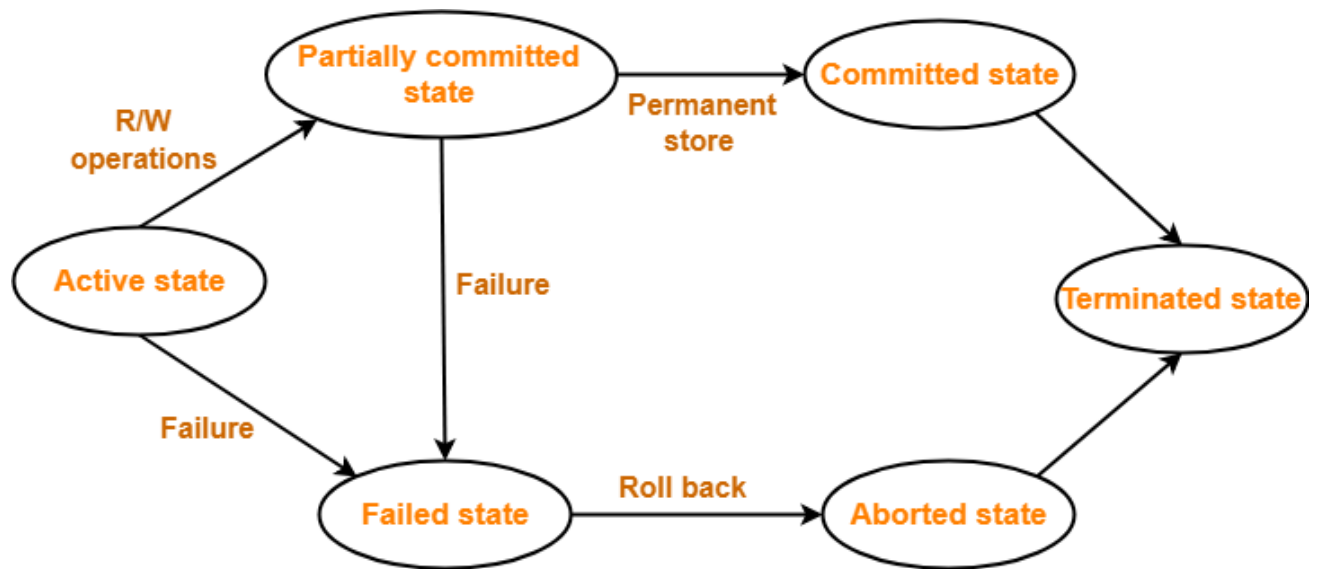 Partially committed
state
Committed state
Permanent
store
R/W
operations
Active state
Failure
Terminated state
Failure
Roll back
Failed state
Aborted state